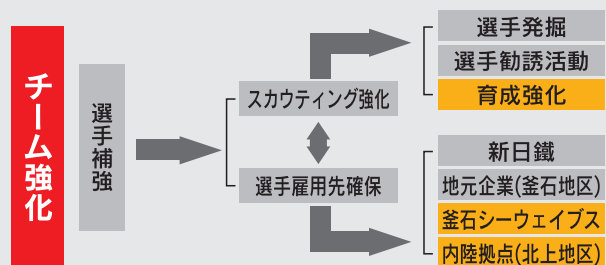 チーム強化
選手補強
スカウティング強化
選手雇用先確保
選手発掘
選手勧誘活動
育成強化
新日鐵
地元企業(釜石地区)
釜石シーウェイブス
内陸拠点(北上地区)